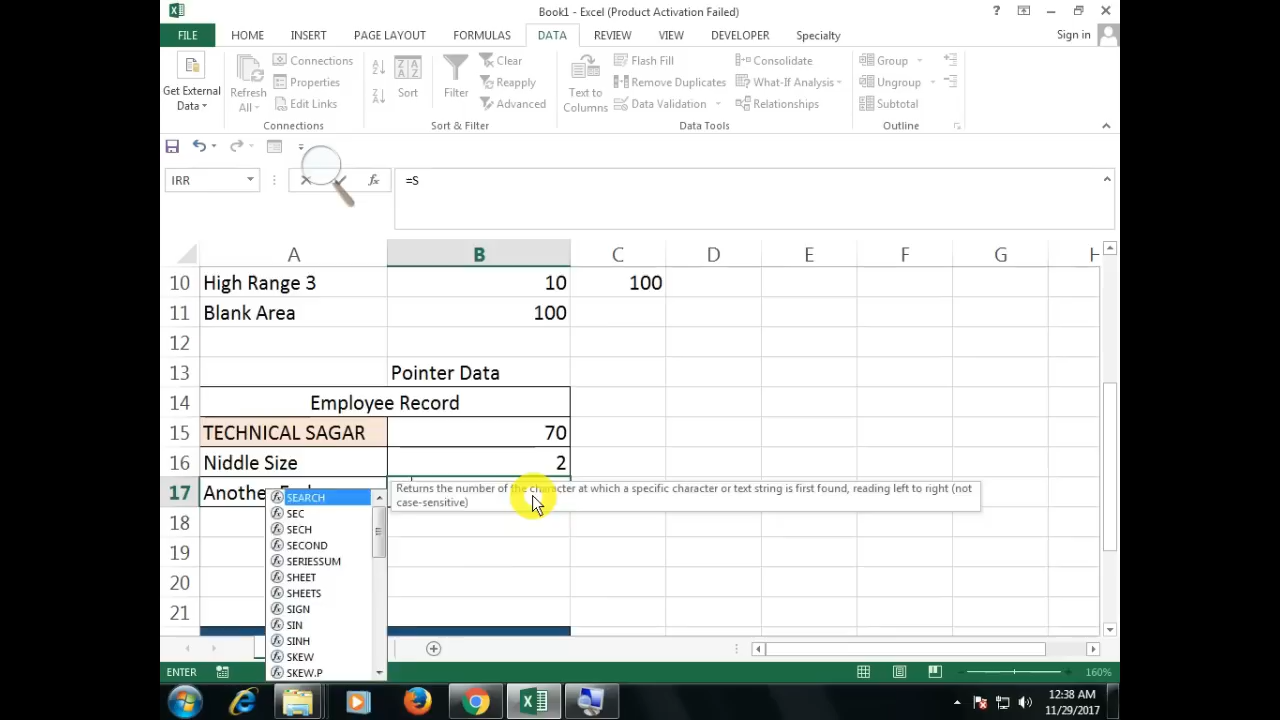 Book1 - Excel (Product Activation Failed)
FILE HOME INSERT PAGE LAYOUT FORMULAS DATA REVIEW VIEW DEVELOPER Specialty Sign in
Get External Data
Refresh All
Connections
Properties
Edit Links
Connections
Sort
Filter
Clear
Reapply
Advanced
Sort & Filter
Text to Columns
Flash Fill
Remove Duplicates
Data Validation
Consolidate
What-If Analysis
Relationships
Data Tools
Group
Ungroup
Subtotal
Outline
IRR fx =S
A B C D E F G H
10 High Range 3 10 100
11 Blank Area 100
12
13 Pointer Data
14 Employee Record
15 TECHNICAL SAGAR 70
16 Niddle Size 2
17
Returns the number of the character at which a specific character or text string is first found, reading left to right (not
case-sensitive)
18
19
20
21
SEARCH
SEC
SECH
SECOND
SERIESSUM
SHEET
SHEETS
SIGN
SIN
SINH
SKEW
SKEW.P
ENTER 160%
12:38 AM
11/29/2017